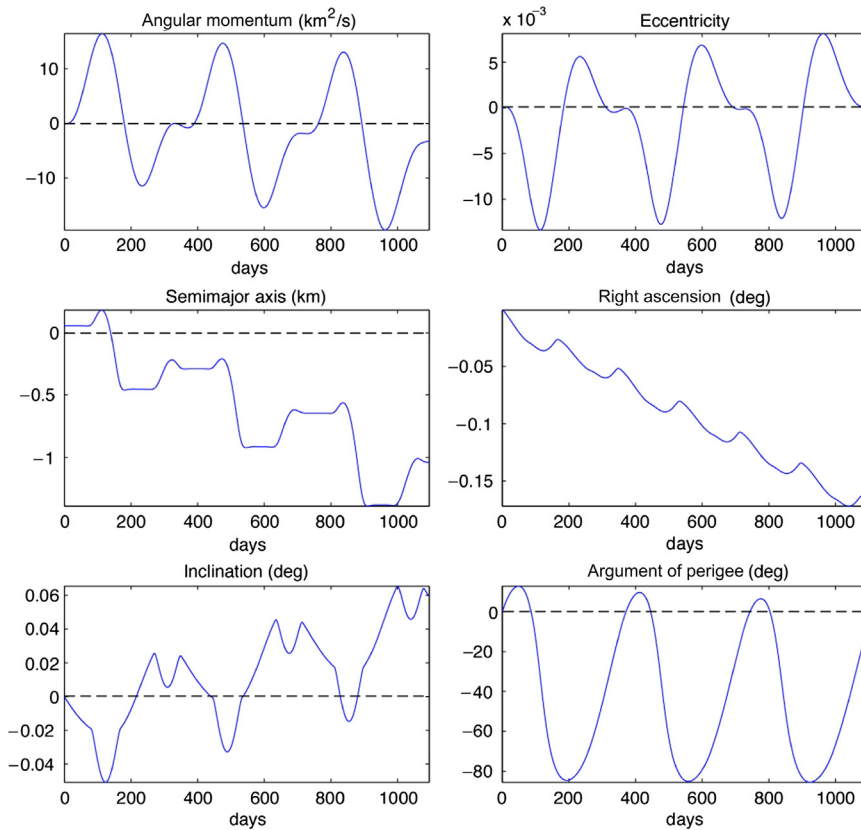 Angular momentum (km²/s)
10
0
−10
0 200 400 600 800 1000
days
x 10⁻³ Eccentricity
5
0
−5
−10
0 200 400 600 800 1000
days
Semimajor axis (km)
0
−0.5
−1
0 200 400 600 800 1000
days
Right ascension (deg)
−0.05
−0.1
−0.15
0 200 400 600 800 1000
days
Inclination (deg)
0.06
0.04
0.02
0
−0.02
−0.04
0 200 400 600 800 1000
days
Argument of perigee (deg)
0
−20
−40
−60
−80
0 200 400 600 800 1000
days